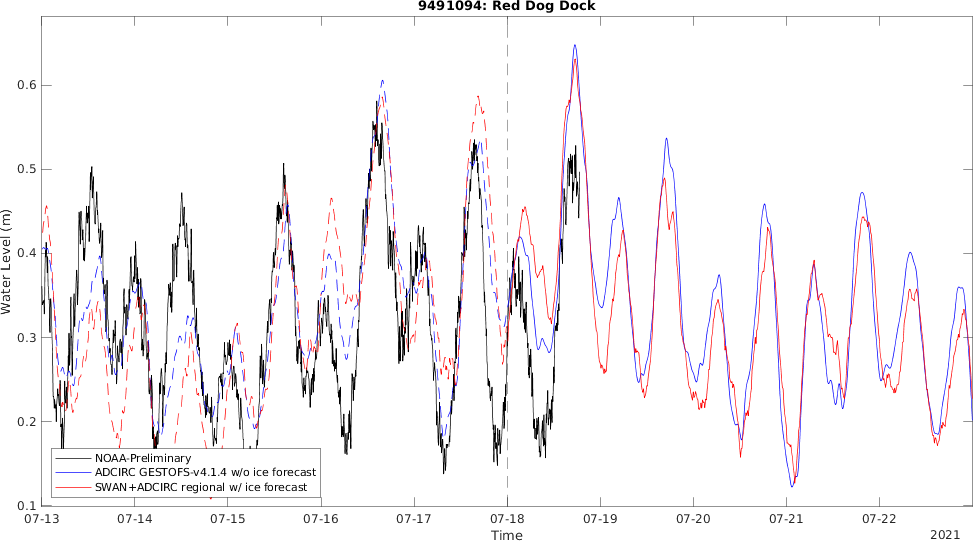 9491094: Red Dog Dock
Water Level (m)
0.6
0.5
0.4
0.3
0.2
0.1
NOAA-Preliminary
ADCIRC GESTOFS-v4.1.4 w/o ice forecast
SWAN+ADCIRC regional w/ ice forecast
07-13 07-14 07-15 07-16 07-17 07-18 07-19 07-20 07-21 07-22
Time
2021